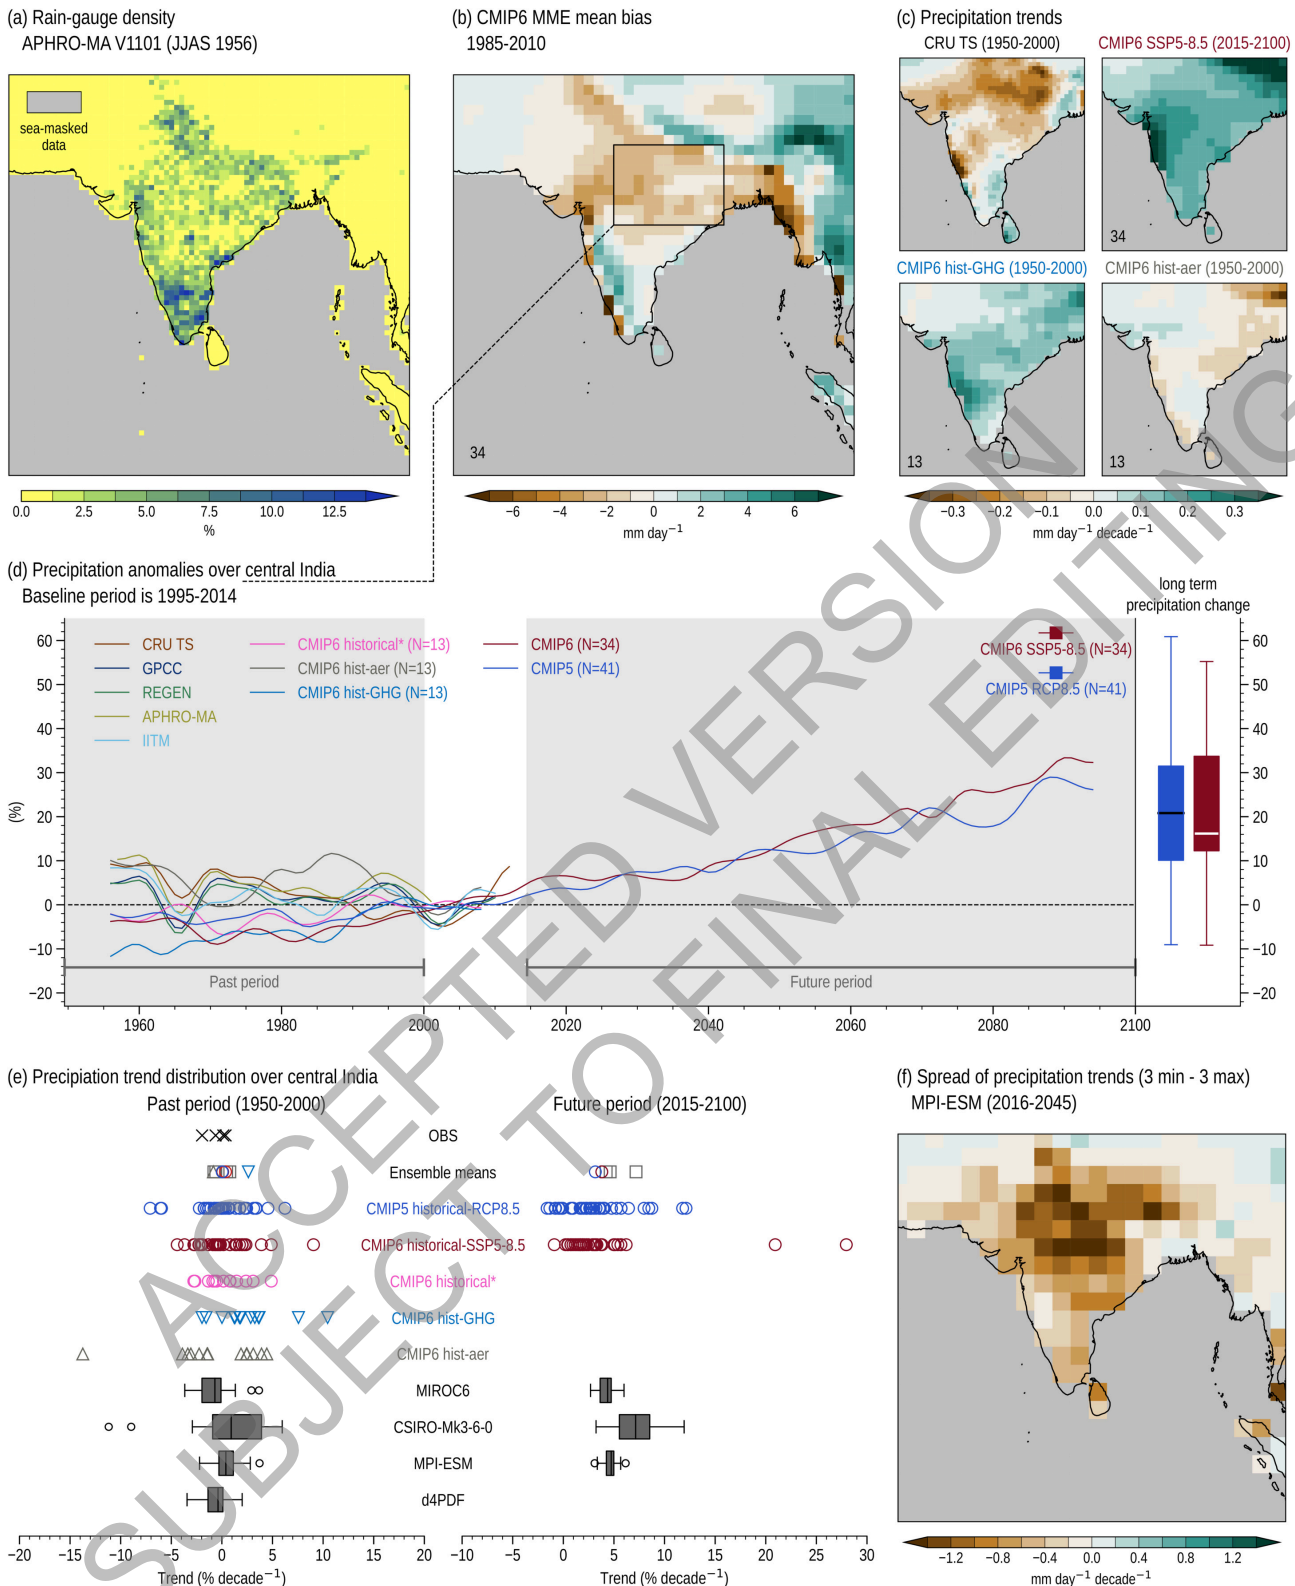 (a) Rain-gauge density
APHRO-MA V1101 (JJAS 1956)
sea-masked
data
0.0 2.5 5.0 7.5 10.0 12.5
%
(b) CMIP6 MME mean bias
1985-2010
34
−6 −4 −2 0 2 4 6
mm day⁻¹
(c) Precipitation trends
CRU TS (1950-2000)
CMIP6 SSP5-8.5 (2015-2100)
34
CMIP6 hist-GHG (1950-2000)
CMIP6 hist-aer (1950-2000)
13
13
−0.3 −0.2 −0.1 0.0 0.1 0.2 0.3
mm day⁻¹ decade⁻¹
(d) Precipitation anomalies over central India
Baseline period is 1995-2014
long term
precipitation change
(%)
60
50
40
30
20
10
0
−10
−20
CRU TS
GPCC
REGEN
APHRO-MA
IITM
CMIP6 historical* (N=13)
CMIP6 hist-aer (N=13)
CMIP6 hist-GHG (N=13)
CMIP6 (N=34)
CMIP5 (N=41)
CMIP6 SSP5-8.5 (N=34)
CMIP5 RCP8.5 (N=41)
60
50
40
30
20
10
0
−10
−20
Past period
Future period
1960 1980 2000 2020 2040 2060 2080 2100
(e) Precipiation trend distribution over central India
Past period (1950-2000)
Future period (2015-2100)
OBS
Ensemble means
CMIP5 historical-RCP8.5
CMIP6 historical-SSP5-8.5
CMIP6 historical*
CMIP6 hist-GHG
CMIP6 hist-aer
MIROC6
CSIRO-Mk3-6-0
MPI-ESM
d4PDF
−20 −15 −10 −5 0 5 10 15 20
Trend (% decade⁻¹)
−10 −5 0 5 10 15 20 25 30
Trend (% decade⁻¹)
(f) Spread of precipitation trends (3 min - 3 max)
MPI-ESM (2016-2045)
−1.2 −0.8 −0.4 0.0 0.4 0.8 1.2
mm day⁻¹ decade⁻¹
ACCEPTED VERSION
SUBJECT TO FINAL EDITING